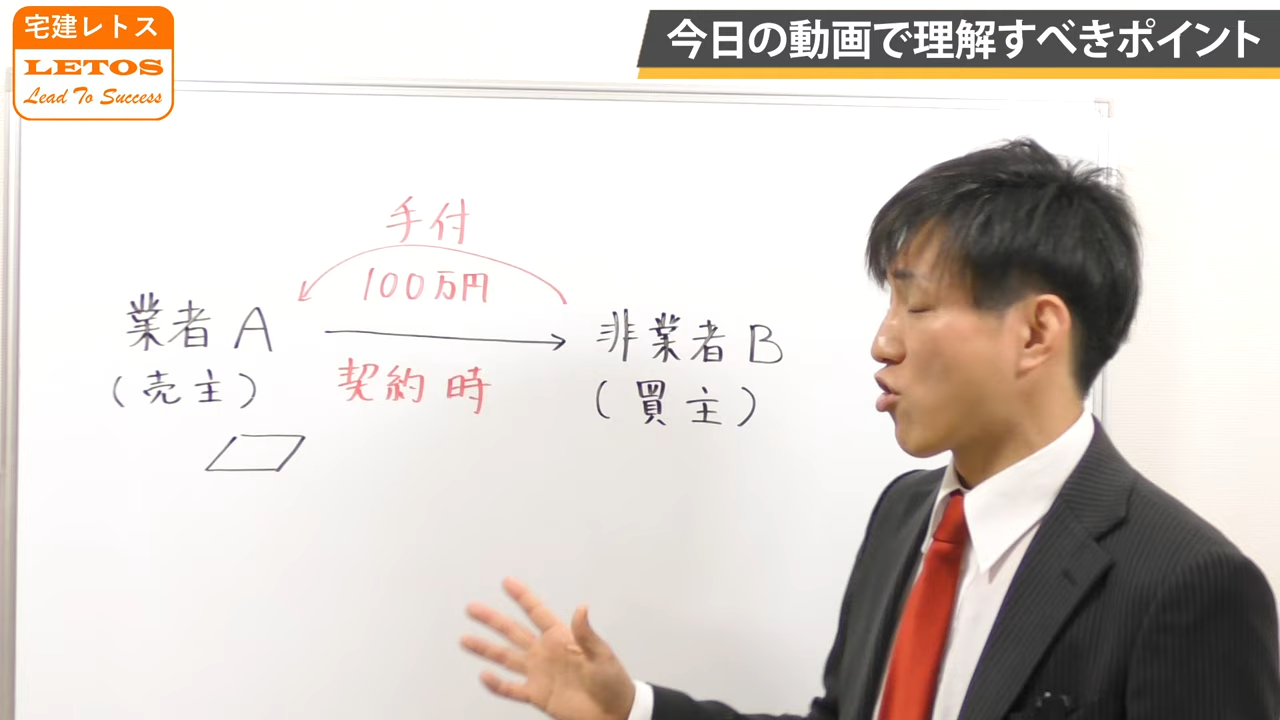 宅建レトス
LETOS
Lead To Success
今日の動画で理解すべきポイント
手付
100万円
業者A
非業者B
(売主)
契約時
(買主)